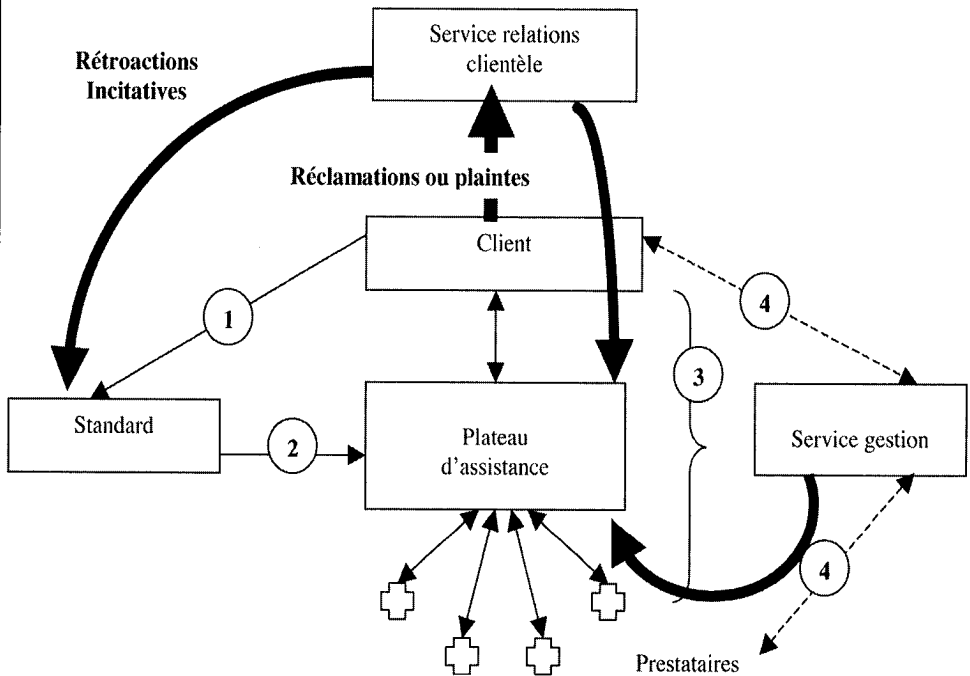 Service relations
clientèle
Rétroactions
Incitatives
Réclamations ou plaintes
Client
1
4
3
Standard
2
Plateau
d'assistance
Service gestion
4
Prestataires